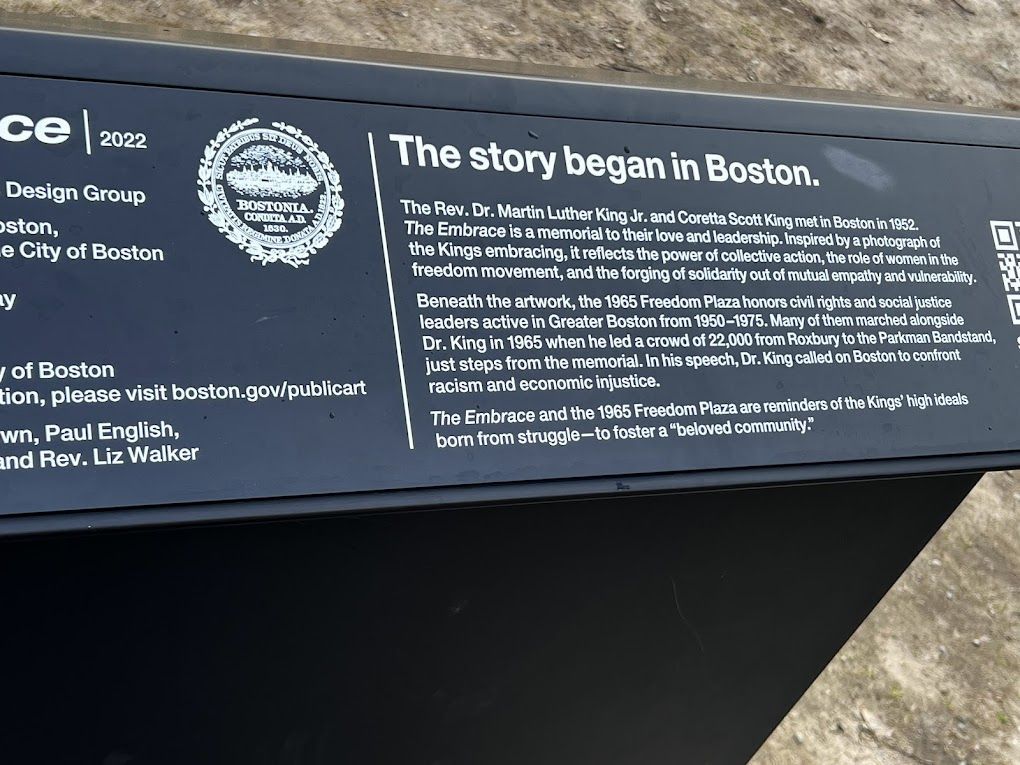 ce | 2022
Design Group
oston,
e City of Boston
ay
y of Boston
tion, please visit boston.gov/publicart
wn, Paul English,
and Rev. Liz Walker
BOSTONIA.
CONDITA A.D.
1630.
The story began in Boston.
The Rev. Dr. Martin Luther King Jr. and Coretta Scott King met in Boston in 1952.
The Embrace is a memorial to their love and leadership. Inspired by a photograph of
the Kings embracing, it reflects the power of collective action, the role of women in the
freedom movement, and the forging of solidarity out of mutual empathy and vulnerability.
Beneath the artwork, the 1965 Freedom Plaza honors civil rights and social justice
leaders active in Greater Boston from 1950–1975. Many of them marched alongside
Dr. King in 1965 when he led a crowd of 22,000 from Roxbury to the Parkman Bandstand,
just steps from the memorial. In his speech, Dr. King called on Boston to confront
racism and economic injustice.
The Embrace and the 1965 Freedom Plaza are reminders of the Kings’ high ideals
born from struggle—to foster a “beloved community.”